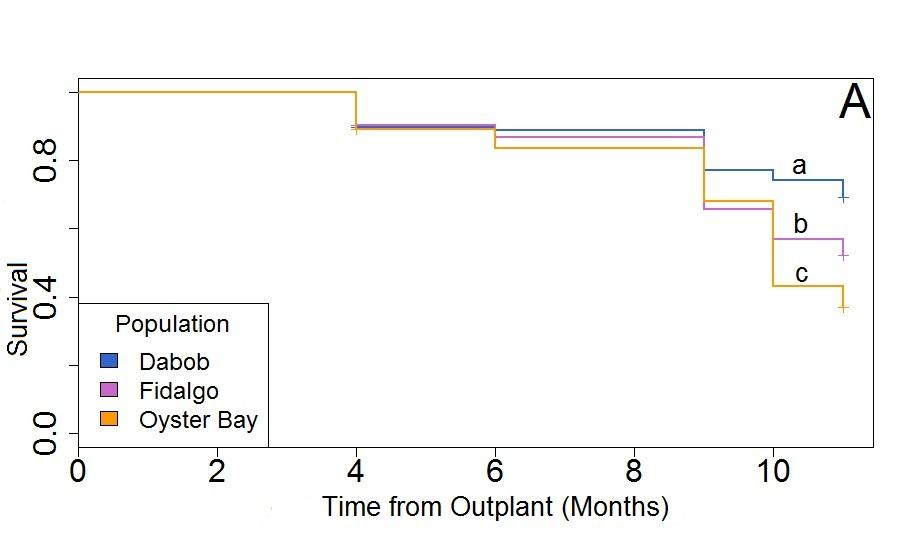 A
a
b
c
Survival
0.8
0.4
0.0
Population
Dabob
Fidalgo
Oyster Bay
0 2 4 6 8 10
Time from Outplant (Months)